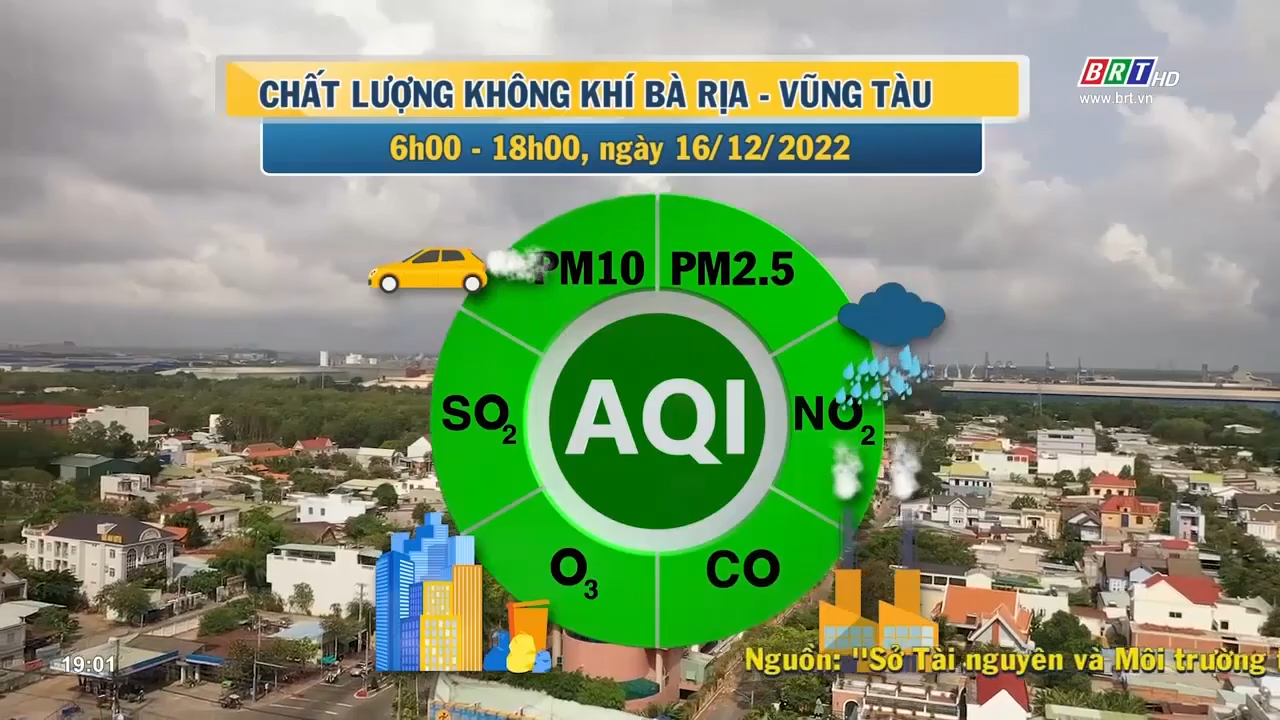 CHẤT LƯỢNG KHÔNG KHÍ BÀ RỊA - VŨNG TÀU
BRT HD
www.brt.vn
6h00 - 18h00, ngày 16/12/2022
PM10
PM2.5
SO2
AQI
NO2
O3
CO
19:01
Nguồn: "Sở Tài nguyên và Môi trường